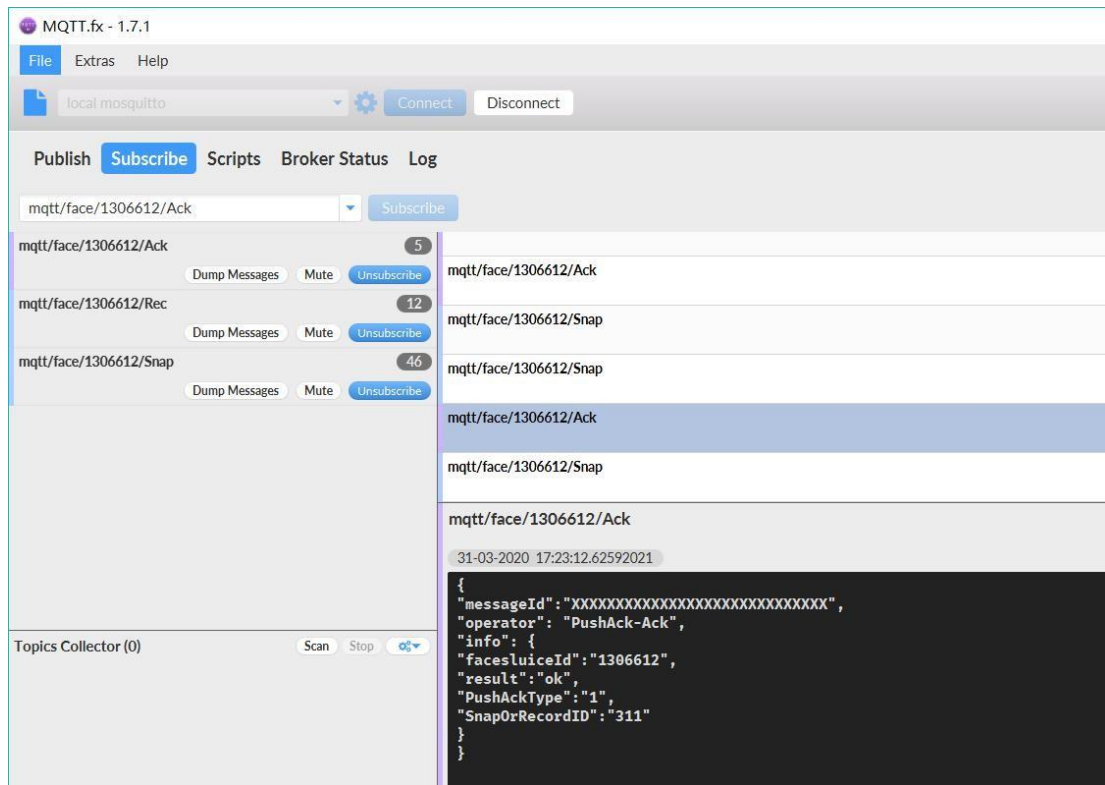 MQTT.fx - 1.7.1
File Extras Help
local mosquitto Connect Disconnect
Publish Subscribe Scripts Broker Status Log
mqtt/face/1306612/Ack Subscribe
mqtt/face/1306612/Ack 5
Dump Messages Mute Unsubscribe
mqtt/face/1306612/Rec 12
Dump Messages Mute Unsubscribe
mqtt/face/1306612/Snap 46
Dump Messages Mute Unsubscribe
Topics Collector (0) Scan Stop
mqtt/face/1306612/Ack
mqtt/face/1306612/Snap
mqtt/face/1306612/Snap
mqtt/face/1306612/Ack
mqtt/face/1306612/Snap
mqtt/face/1306612/Ack
31-03-2020 17:23:12.62592021
{
"messageId":"XXXXXXXXXXXXXXXXXXXXXXXXXXXXX",
"operator": "PushAck-Ack",
"info": {
"facesluiceId":"1306612",
"result":"ok",
"PushAckType":"1",
"SnapOrRecordID":"311"
}
}